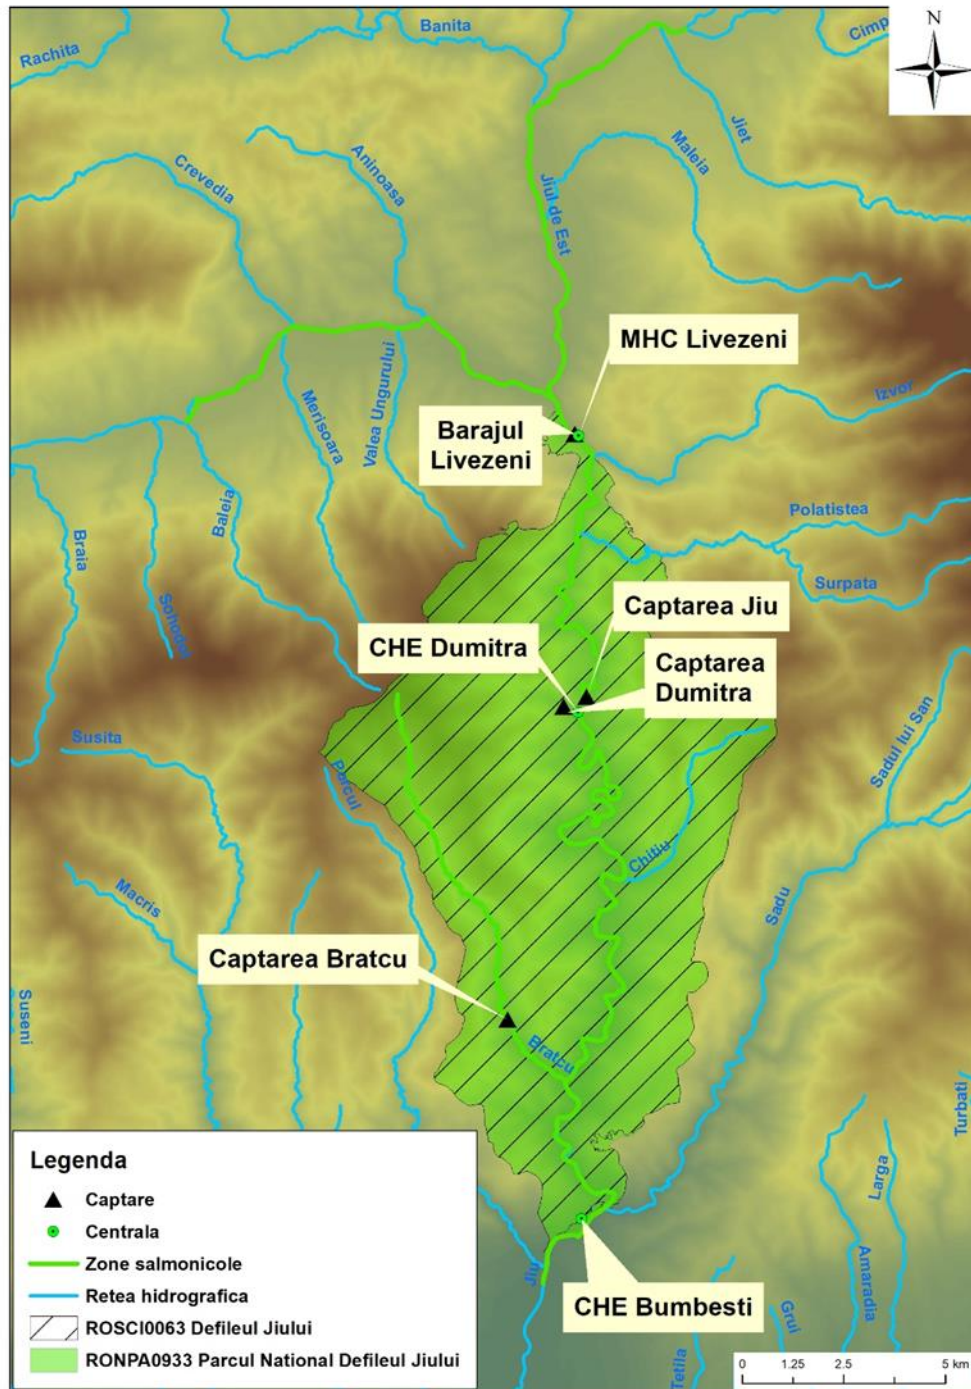 N
Banita
Cimp
Rachita
Jiet
Maleia
Aninoasa
Crevedia
Jiul de Est
MHC Livezeni
Izvor
Valea Ungurului
Merisoara
Barajul
Livezeni
Baleia
Braia
Sohodol
Polatistea
Surpata
Captarea Jiu
CHE Dumitra
Captarea
Dumitra
Sadul lui San
Susita
Porcul
Chitiu
Sadu
Macris
Captarea Bratcu
Suseni
Bratcu
Turbati
Larga
Amaradia
Jiu
CHE Bumbesti
Grui
Tetila
Legenda
Captare
Centrala
Zone salmonicole
Retea hidrografica
ROSCI0063 Defileul Jiului
RONPA0933 Parcul National Defileul Jiului
0 1.25 2.5 5 km